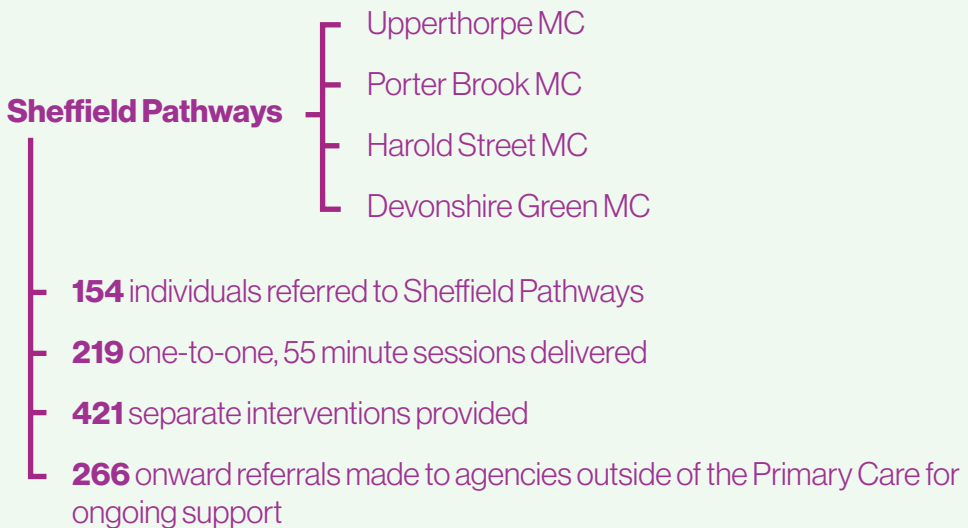 Upperthorpe MC
Porter Brook MC
Sheffield Pathways
Harold Street MC
Devonshire Green MC
154 individuals referred to Sheffield Pathways
219 one-to-one, 55 minute sessions delivered
421 separate interventions provided
266 onward referrals made to agencies outside of the Primary Care for
ongoing support